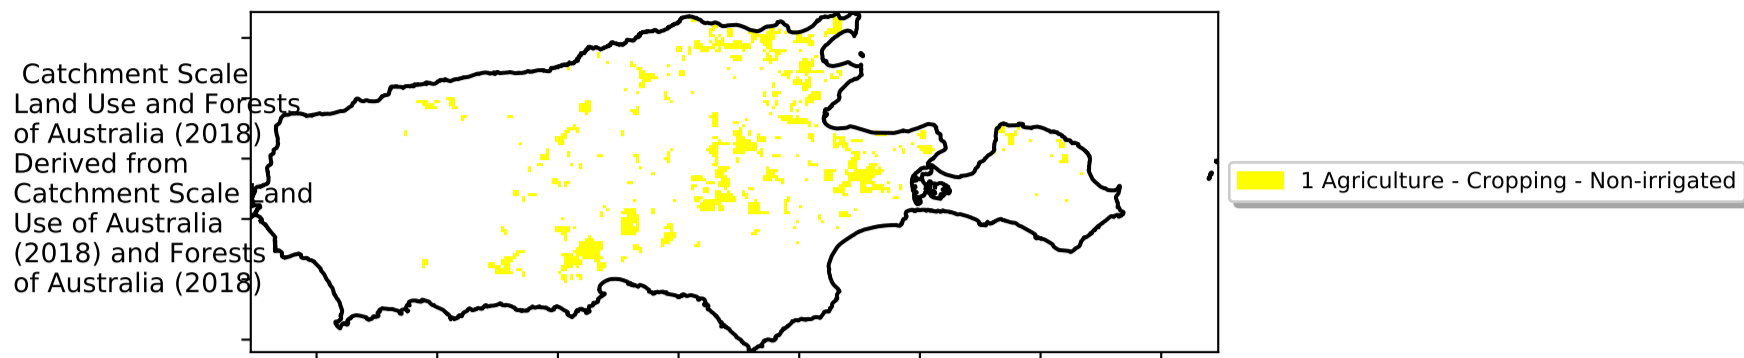 Catchment Scale
Land Use and Forests
of Australia (2018)
Derived from
Catchment Scale Land
Use of Australia
(2018) and Forests
of Australia (2018)
1 Agriculture - Cropping - Non-irrigated